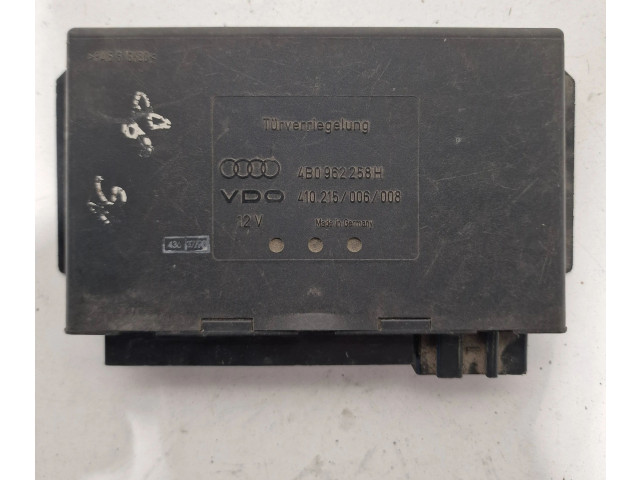 Türverriegelung
4B0 962 258 H
VDO 410.215/006/008
12 V Made in Germany